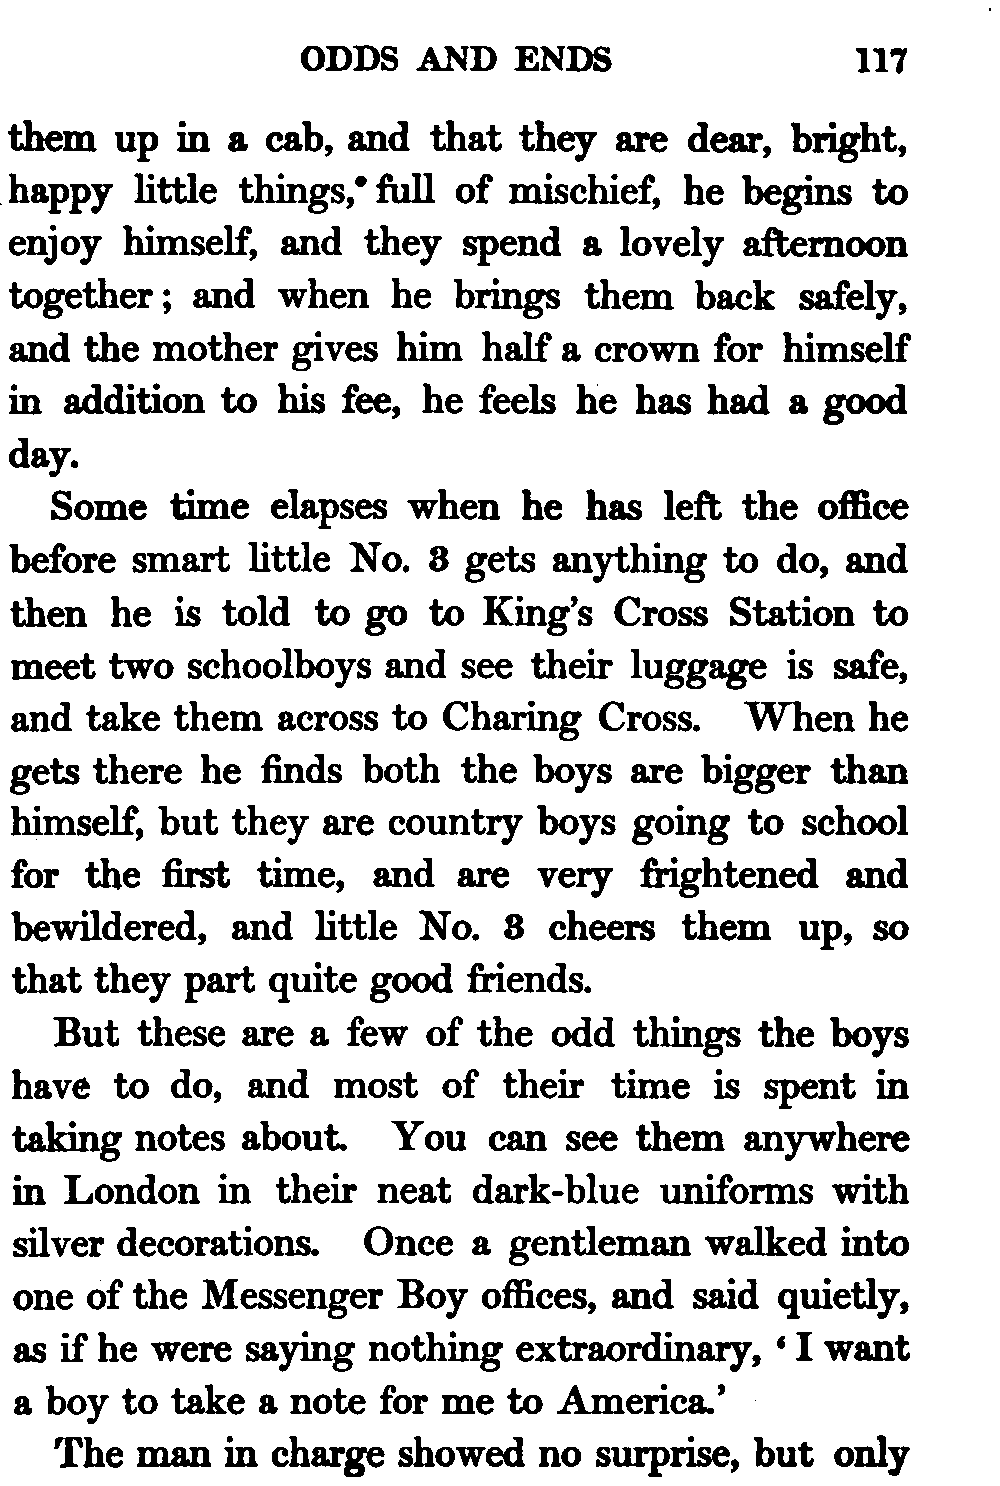 ODDS AND ENDS 117
them up in a cab, and that they are dear, bright,
happy little things, full of mischief, he begins to
enjoy himself, and they spend a lovely afternoon
together; and when he brings them back safely,
and the mother gives him half a crown for himself
in addition to his fee, he feels he has had a good
day.
Some time elapses when he has left the office
before smart little No. 3 gets anything to do, and
then he is told to go to King's Cross Station to
meet two schoolboys and see their luggage is safe,
and take them across to Charing Cross. When he
gets there he finds both the boys are bigger than
himself, but they are country boys going to school
for the first time, and are very frightened and
bewildered, and little No. 3 cheers them up, so
that they part quite good friends.
But these are a few of the odd things the boys
have to do, and most of their time is spent in
taking notes about. You can see them anywhere
in London in their neat dark-blue uniforms with
silver decorations. Once a gentleman walked into
one of the Messenger Boy offices, and said quietly,
as if he were saying nothing extraordinary, ‘I want
a boy to take a note for me to America.’
The man in charge showed no surprise, but only